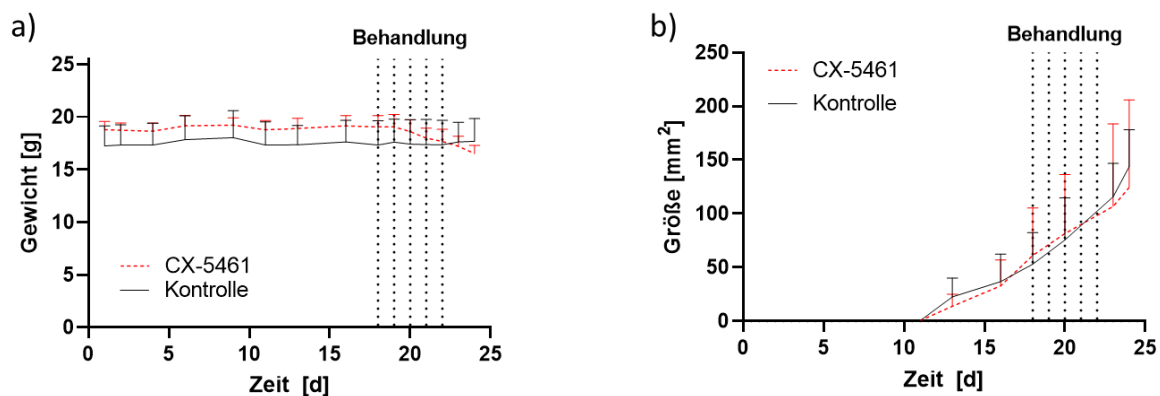 a)
Behandlung
25
20
15
10
5
0
Gewicht [g]
CX-5461
Kontrolle
0 5 10 15 20 25
Zeit [d]
b)
Behandlung
250
200
150
100
50
0
Größe [mm²]
CX-5461
Kontrolle
0 5 10 15 20 25
Zeit [d]